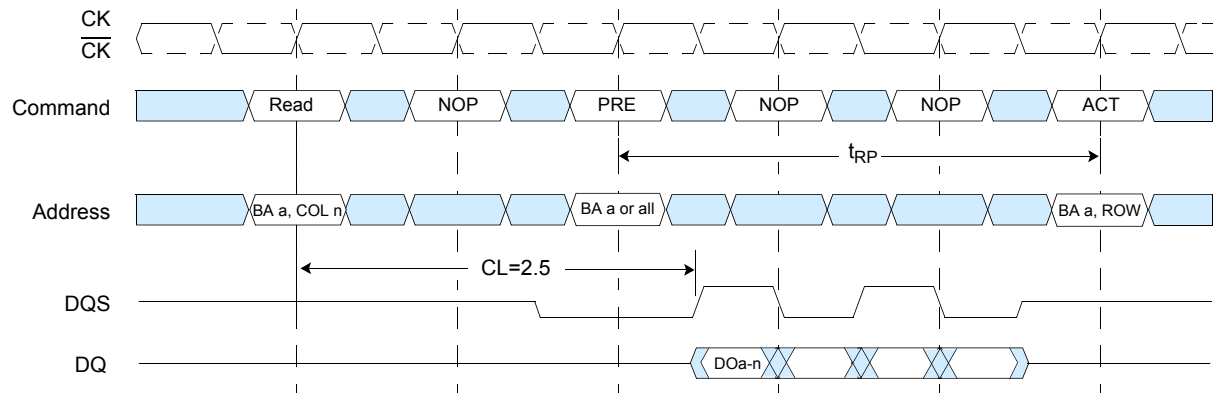 CK
CK
Command
Read
NOP
PRE
NOP
NOP
ACT
tRP
Address
BA a, COL n
BA a or all
BA a, ROW
CL=2.5
DQS
DQ
DOa-n